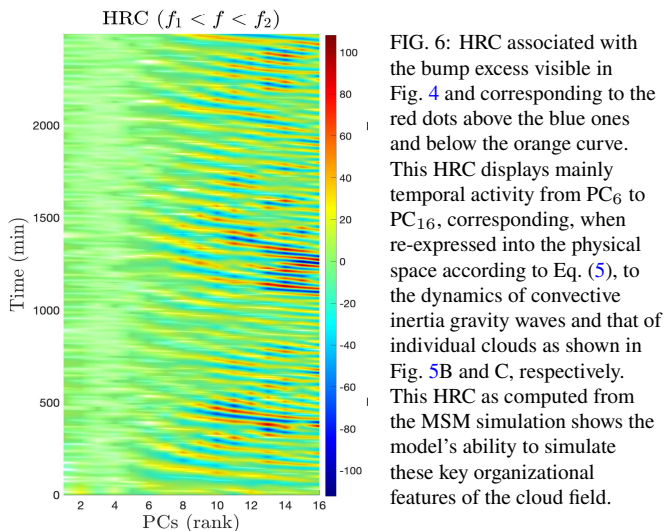 HRC (f₁ < f < f₂)
100
80
60
40
20
0
-20
-40
-60
-80
-100
2000
1500
1000
500
0
Time (min)
2 4 6 8 10 12 14 16
PCs (rank)
FIG. 6: HRC associated with
the bump excess visible in
Fig. 4 and corresponding to the
red dots above the blue ones
and below the orange curve.
This HRC displays mainly
temporal activity from PC₆ to
PC₁₆, corresponding, when
re-expressed into the physical
space according to Eq. (5), to
the dynamics of convective
inertia gravity waves and that of
individual clouds as shown in
Fig. 5B and C, respectively.
This HRC as computed from
the MSM simulation shows the
model's ability to simulate
these key organizational
features of the cloud field.